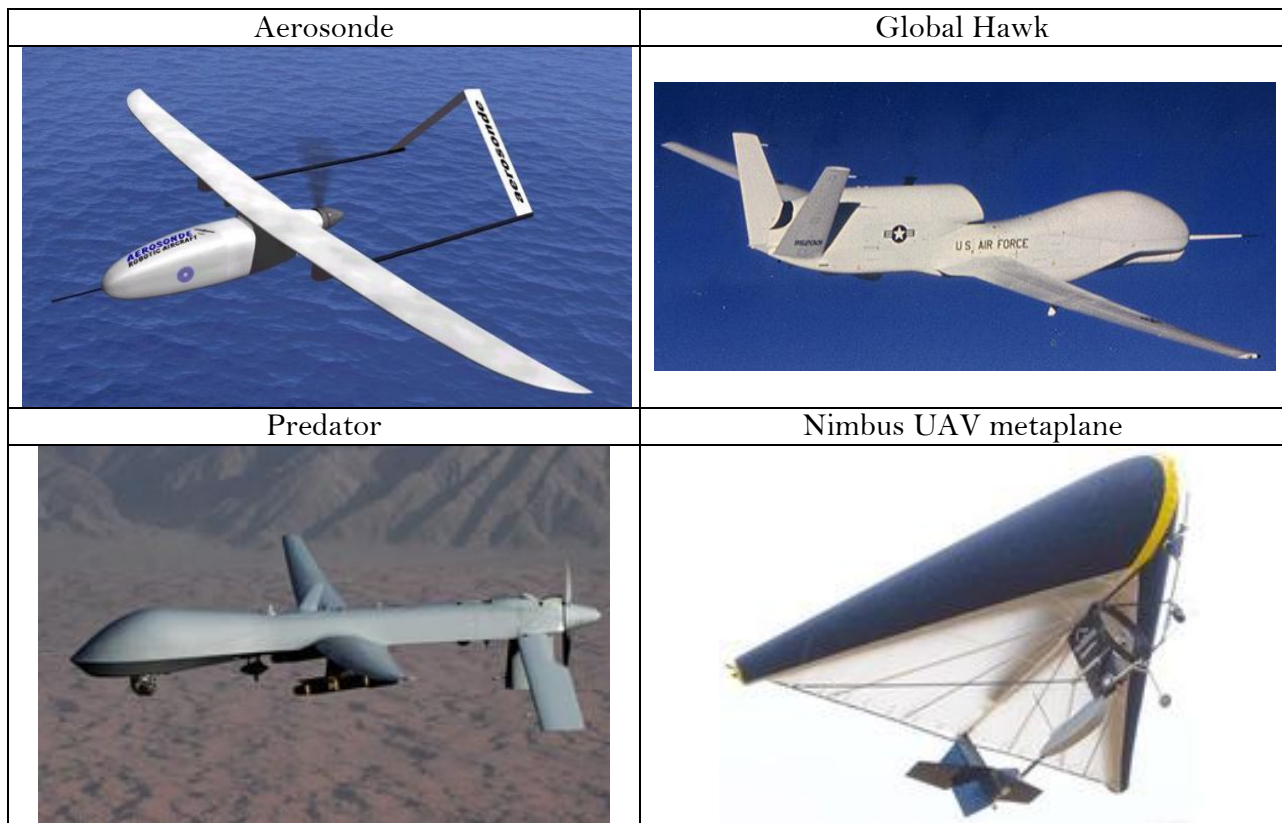 Aerosonde
Global Hawk
aerosonde
AEROSONDE
ROBOTIC AIRCRAFT
U.S. AIR FORCE
Predator
Nimbus UAV metaplane